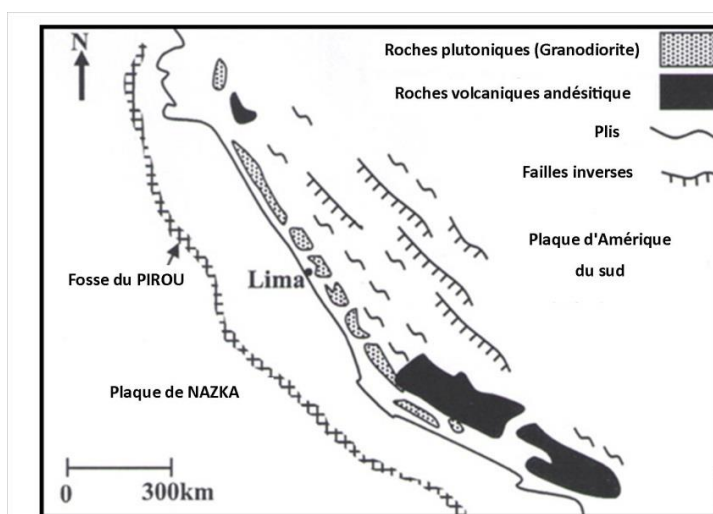 N
Roches plutoniques (Granodiorite)
Roches volcaniques andésitique
Plis
Failles inverses
Plaque d'Amérique
du sud
Fosse du PIROU
Lima
Plaque de NAZKA
0 300km